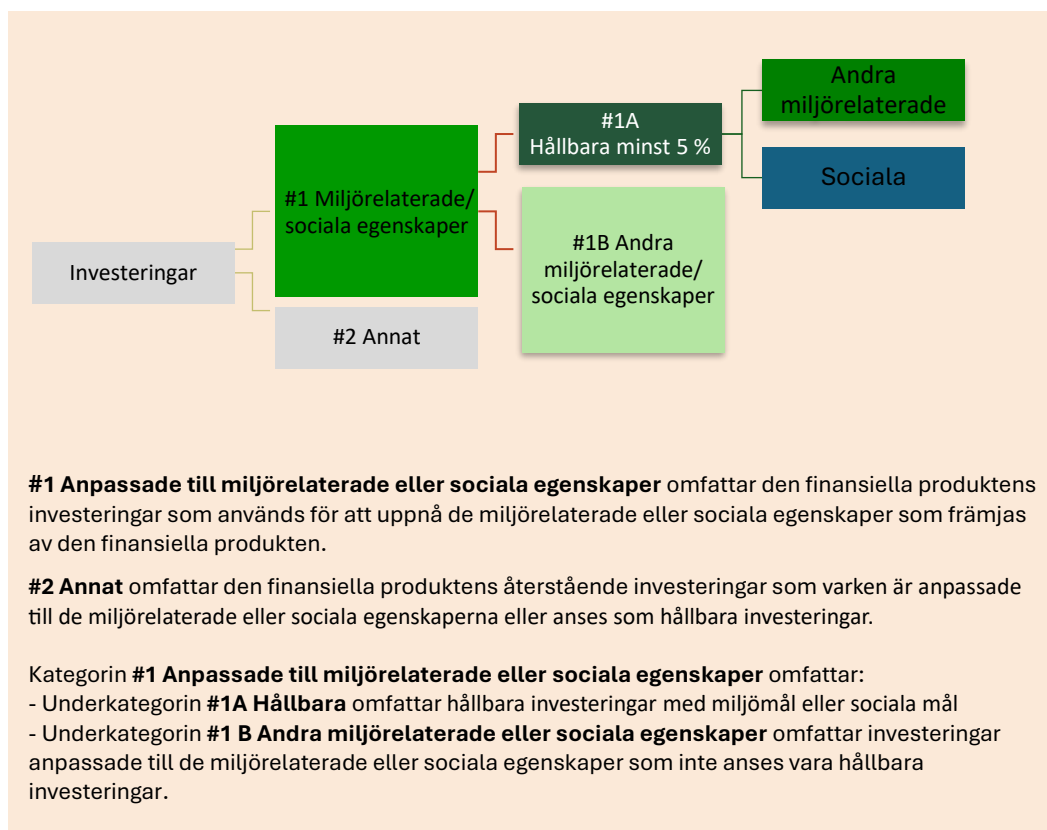 Andra
miljörelaterade
#1A
Hållbara minst 5 %
Sociala
#1 Miljörelaterade/
sociala egenskaper
#1B Andra
miljörelaterade/
sociala egenskaper
Investeringar
#2 Annat
#1 Anpassade till miljörelaterade eller sociala egenskaper omfattar den finansiella produktens
investeringar som används för att uppnå de miljörelaterade eller sociala egenskaper som främjas
av den finansiella produkten.
#2 Annat omfattar den finansiella produktens återstående investeringar som varken är anpassade
till de miljörelaterade eller sociala egenskaperna eller anses som hållbara investeringar.
Kategorin #1 Anpassade till miljörelaterade eller sociala egenskaper omfattar:
- Underkategorin #1A Hållbara omfattar hållbara investeringar med miljömål eller sociala mål
- Underkategorin #1 B Andra miljörelaterade eller sociala egenskaper omfattar investeringar
anpassade till de miljörelaterade eller sociala egenskaper som inte anses vara hållbara
investeringar.